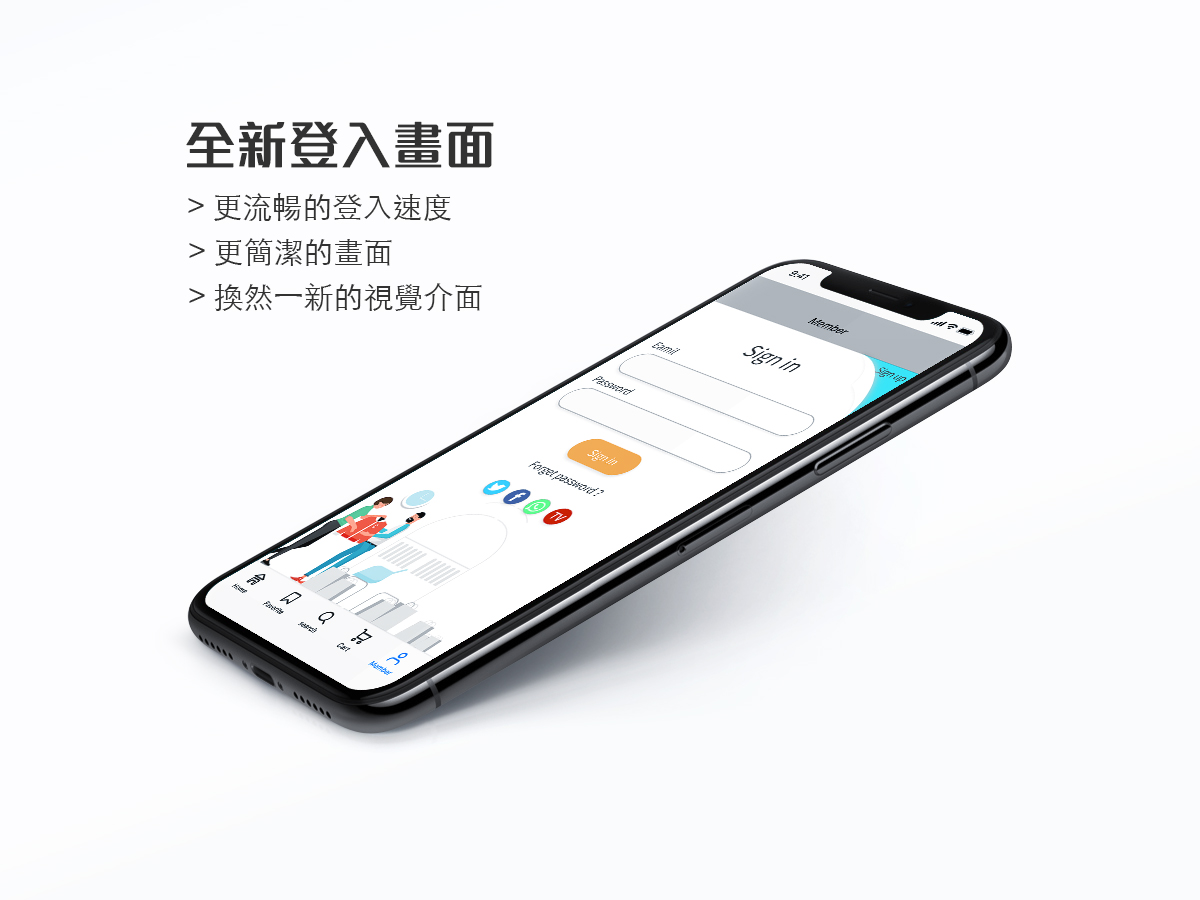 全新登入畫面
> 更流暢的登入速度
> 更簡潔的畫面
> 換然一新的視覺介面
9:41
Member
Sign in
Sign up
Eamil
Password
Sign in
Forget password ?
TV
Home
Favorite
Search
Cart
Member